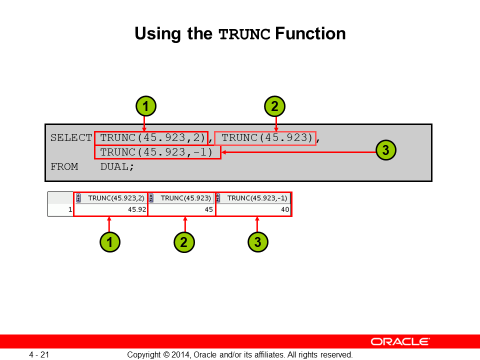 Using the TRUNC Function
1 2
SELECT TRUNC(45.923,2), TRUNC(45.923),
TRUNC(45.923,-1)
3
FROM DUAL;
TRUNC(45.923,2) TRUNC(45.923) TRUNC(45.923,-1)
1 45.92 45 40
1 2 3
ORACLE
4 - 21 Copyright © 2014, Oracle and/or its affiliates. All rights reserved.